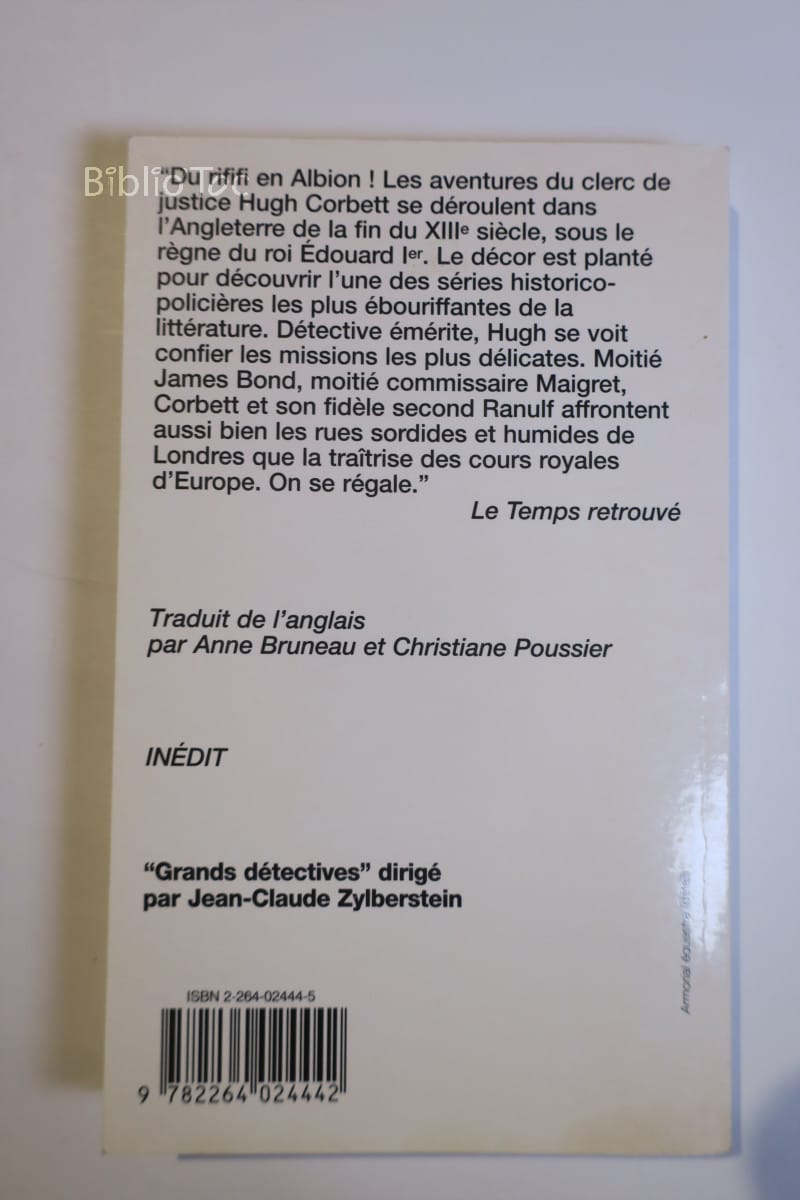 BiblioToc
“Du rififi en Albion ! Les aventures du clerc de
justice Hugh Corbett se déroulent dans
l’Angleterre de la fin du XIIIe siècle, sous le
règne du roi Édouard Ier. Le décor est planté
pour découvrir l’une des séries historico-
policières les plus ébouriffantes de la
littérature. Détective émérite, Hugh se voit
confier les missions les plus délicates. Moitié
James Bond, moitié commissaire Maigret,
Corbett et son fidèle second Ranulf affrontent
aussi bien les rues sordides et humides de
Londres que la traîtrise des cours royales
d’Europe. On se régale.”
Le Temps retrouvé
Traduit de l’anglais
par Anne Bruneau et Christiane Poussier
INÉDIT
“Grands détectives” dirigé
par Jean-Claude Zylberstein
Armorial équestre
ISBN 2-264-02444-5
9 782264 024442